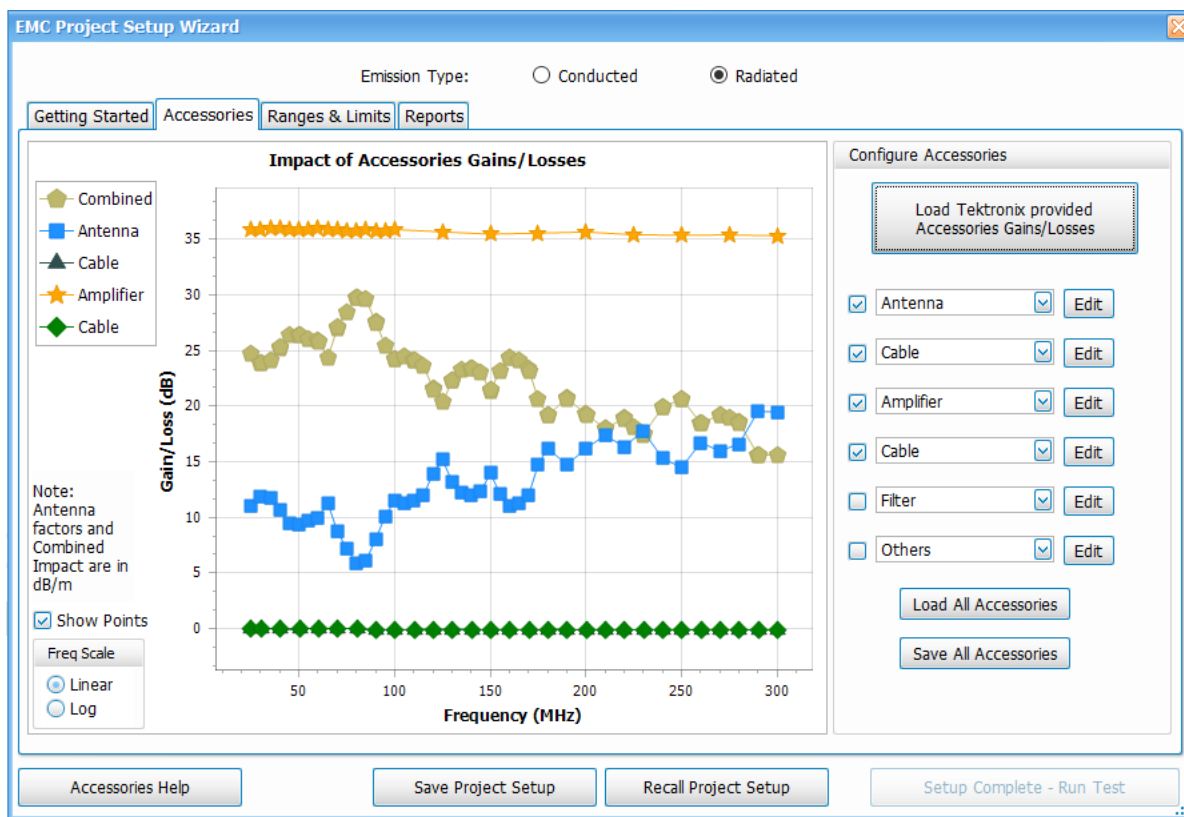 EMC Project Setup Wizard
Emission Type: Conducted Radiated
Getting Started Accessories Ranges & Limits Reports
Impact of Accessories Gains/Losses
Combined
Antenna
Cable
Amplifier
Cable
Note:
Antenna
factors and
Combined
Impact are in
dB/m
Show Points
Freq Scale
Linear
Log
Gain/Loss (dB)
35
30
25
20
15
10
5
0
50 100 150 200 250 300
Frequency (MHz)
Configure Accessories
Load Tektronix provided
Accessories Gains/Losses
Antenna Edit
Cable Edit
Amplifier Edit
Cable Edit
Filter Edit
Others Edit
Load All Accessories
Save All Accessories
Accessories Help Save Project Setup Recall Project Setup Setup Complete - Run Test